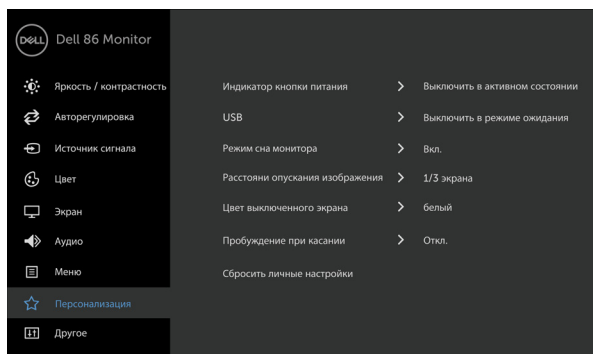 DELL Dell 86 Monitor
Яркость / контрастность
Авторегулировка
Источник сигнала
Цвет
Экран
Аудио
Меню
Персонализация
Другое
Индикатор кнопки питания Выключить в активном состоянии
USB Выключить в режиме ожидания
Режим сна монитора Вкл.
Расстояни опускания изображения 1/3 экрана
Цвет выключенного экрана белый
Пробуждение при касании Откл.
Сбросить личные настройки